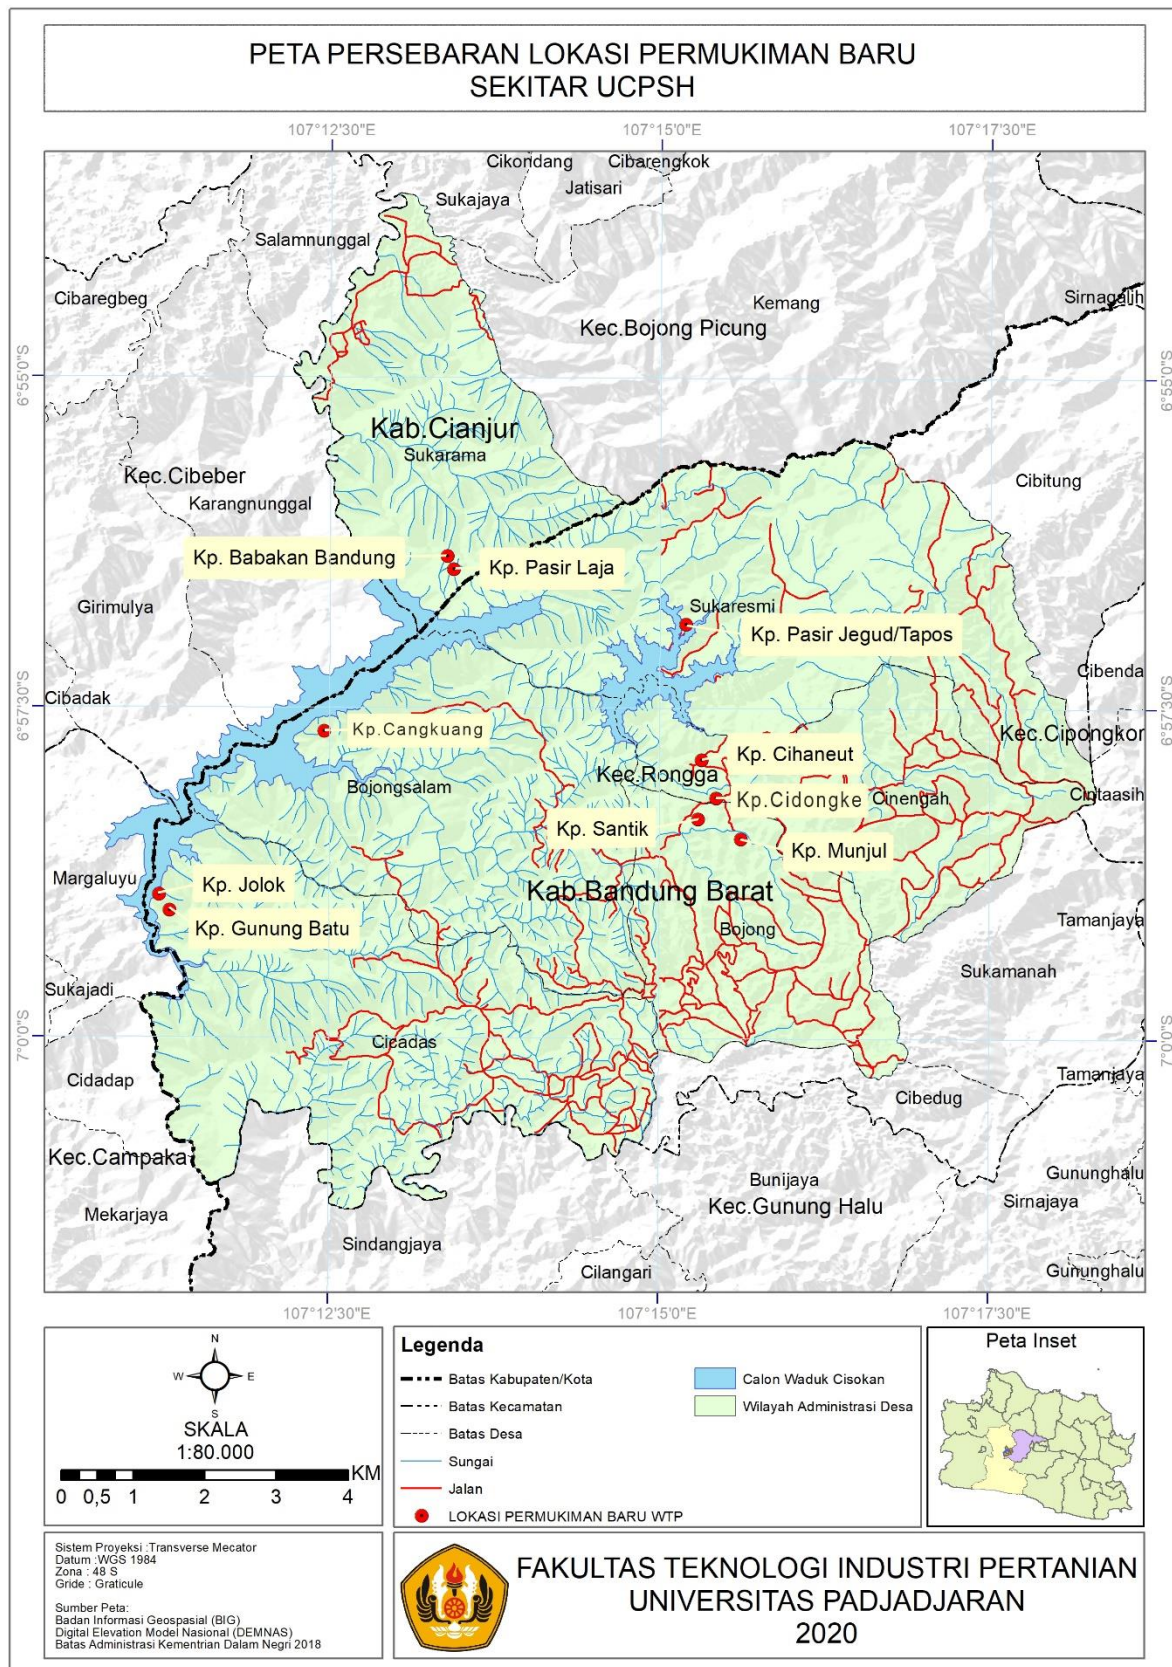 PETA PERSEBARAN LOKASI PERMUKIMAN BARU
SEKITAR UCPSH
107°12'30"E
107°15'0"E
107°17'30"E
Cikondang
Cibarengkok
Jatisari
Sukajaya
Salamnunggal
Cibaregbeg
Kemang
Sirnagalih
Kec.Bojong Picung
6°55'0"S
6°55'0"S
Kab.Cianjur
Sukarama
Kec.Cibeber
Karangnunggal
Cibitung
Kp. Babakan Bandung
Kp. Pasir Laja
Girimulya
Sukaresmi
Kp. Pasir Jegud/Tapos
Cibenda
Cibadak
6°57'30"S
6°57'30"S
Kp.Cangkuang
Kec.Cipongkor
Kp. Cihaneut
Kec.Rongga
Bojongsalam
Kp.Cidongke
Cinengah
Cintaasih
Kp. Santik
Kp. Munjul
Margaluyu
Kp. Jolok
Kab.Bandung Barat
Kp. Gunung Batu
Bojong
Tamanjaya
Sukamanah
Sukajadi
7°0'0"S
7°0'0"S
Cicadas
Cidadap
Tamanjaya
Cibedug
Kec.Campaka
Bunijaya
Gununghalu
Kec.Gunung Halu
Sirnajaya
Mekarjaya
Sindangjaya
Cilangari
Gununghalu
107°12'30"E
107°15'0"E
107°17'30"E
N
W
E
S
SKALA
1:80.000
KM
0 0,5 1 2 3 4
Legenda
Batas Kabupaten/Kota
Batas Kecamatan
Batas Desa
Sungai
Jalan
LOKASI PERMUKIMAN BARU WTP
Calon Waduk Cisokan
Wilayah Administrasi Desa
Peta Inset
Sistem Proyeksi :Transverse Mecator
Datum :WGS 1984
Zona : 48 S
Gride : Graticule
Sumber Peta:
Badan Informasi Geospasial (BIG)
Digital Elevation Model Nasional (DEMNAS)
Batas Administrasi Kementrian Dalam Negri 2018
FAKULTAS TEKNOLOGI INDUSTRI PERTANIAN
UNIVERSITAS PADJADJARAN
2020